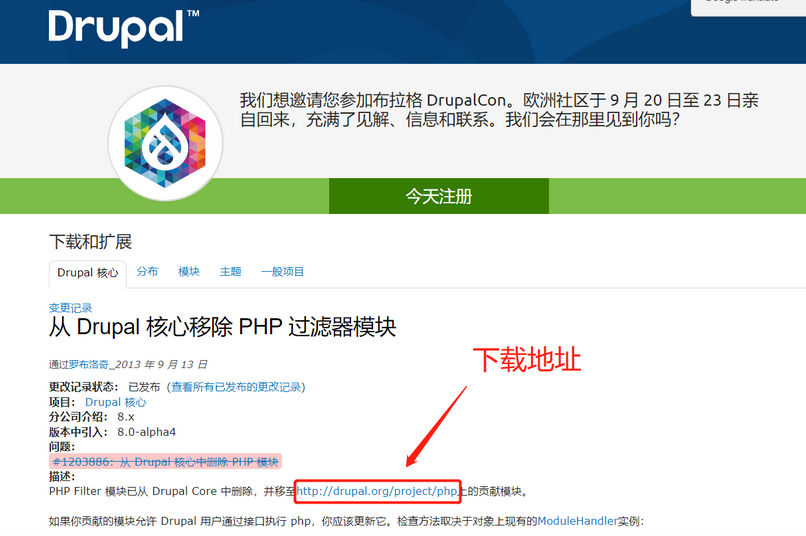 Drupal™
我们想邀请您参加布拉格 DrupalCon。欧洲社区于 9 月 20 日至 23 日亲
自回来，充满了见解、信息和联系。我们会在那里见到你吗？
今天注册
下载和扩展
Drupal 核心 分布 模块 主题 一般项目
变更记录
从 Drupal 核心移除 PHP 过滤器模块
下载地址
通过罗布洛奇_2013 年 9 月 13 日
更改记录状态： 已发布（查看所有已发布的更改记录）
项目： Drupal 核心
分公司介绍： 8.x
版本中引入： 8.0-alpha4
问题：
#1203886：从 Drupal 核心中删除 PHP 模块
描述：
PHP Filter 模块已从 Drupal Core 中删除，并移至http://drupal.org/project/php上的贡献模块。
如果你贡献的模块允许 Drupal 用户通过接口执行 php，你应该更新它。检查方法取决于对象上现有的ModuleHandler实例：